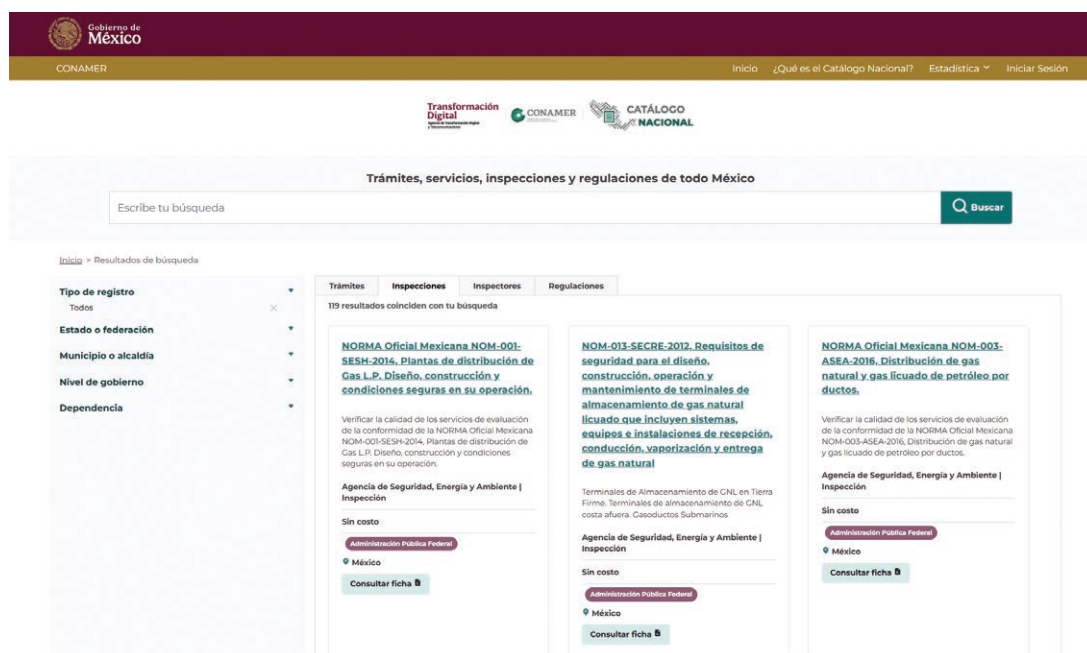 Gobierno de
México
CONAMER
Inicio ¿Qué es el Catálogo Nacional? Estadística Iniciar Sesión
Transformación
Digital
CONAMER
CATÁLOGO
NACIONAL
Trámites, servicios, inspecciones y regulaciones de todo México
Escribe tu búsqueda
Buscar
Inicio > Resultados de búsqueda
Tipo de registro
Todos
Estado o federación
Municipio o alcaldía
Nivel de gobierno
Dependencia
Trámites Inspecciones Inspectores Regulaciones
119 resultados coinciden con tu búsqueda
NORMA Oficial Mexicana NOM-001-
SESH-2014, Plantas de distribución de
Gas L.P. Diseño, construcción y
condiciones seguras en su operación.
Verificar la calidad de los servicios de evaluación
de la conformidad de la NORMA Oficial Mexicana
NOM-001-SESH-2014, Plantas de distribución de
Gas L.P. Diseño, construcción y condiciones
seguras en su operación.
Agencia de Seguridad, Energía y Ambiente |
Inspección
Sin costo
Administración Pública Federal
México
Consultar ficha
NOM-013-SECRE-2012, Requisitos de
seguridad para el diseño,
construcción, operación y
mantenimiento de terminales de
almacenamiento de gas natural
licuado que incluyen sistemas,
equipos e instalaciones de recepción,
conducción, vaporización y entrega
de gas natural
Terminales de Almacenamiento de GNL en Tierra
Firme. Terminales de almacenamiento de GNL
costa afuera. Gasoductos Submarinos
Agencia de Seguridad, Energía y Ambiente |
Inspección
Sin costo
Administración Pública Federal
México
Consultar ficha
NORMA Oficial Mexicana NOM-003-
ASEA-2016, Distribución de gas
natural y gas licuado de petróleo por
ductos.
Verificar la calidad de los servicios de evaluación
de la conformidad de la NORMA Oficial Mexicana
NOM-003-ASEA-2016, Distribución de gas natural
y gas licuado de petróleo por ductos.
Agencia de Seguridad, Energía y Ambiente |
Inspección
Sin costo
Administración Pública Federal
México
Consultar ficha